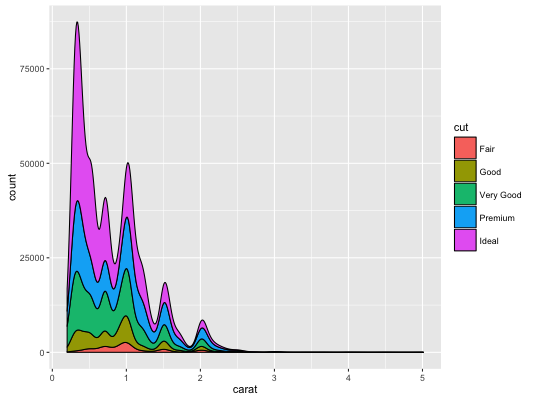 75000
50000
25000
0
count
0
1
2
3
4
5
carat
cut
Fair
Good
Very Good
Premium
Ideal